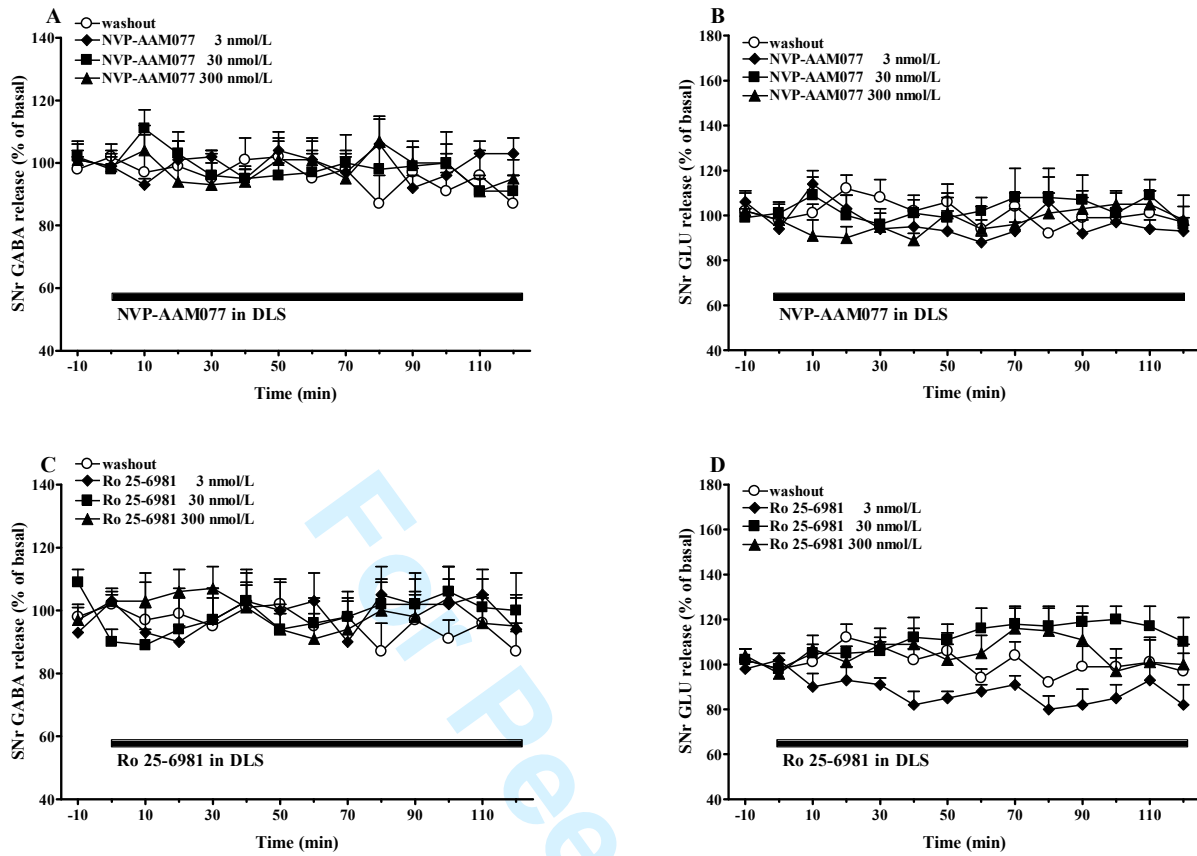 A
washout
NVP-AAM077 3 nmol/L
NVP-AAM077 30 nmol/L
NVP-AAM077 300 nmol/L
SNr GABA release (% of basal)
140
120
100
80
60
40
NVP-AAM077 in DLS
-10 10 30 50 70 90 110
Time (min)
B
washout
NVP-AAM077 3 nmol/L
NVP-AAM077 30 nmol/L
NVP-AAM077 300 nmol/L
SNr GLU release (% of basal)
180
160
140
120
100
80
60
40
NVP-AAM077 in DLS
-10 10 30 50 70 90 110
Time (min)
C
washout
Ro 25-6981 3 nmol/L
Ro 25-6981 30 nmol/L
Ro 25-6981 300 nmol/L
SNr GABA release (% of basal)
140
120
100
80
60
40
Ro 25-6981 in DLS
-10 10 30 50 70 90 110
Time (min)
D
washout
Ro 25-6981 3 nmol/L
Ro 25-6981 30 nmol/L
Ro 25-6981 300 nmol/L
SNr GLU release (% of basal)
180
160
140
120
100
80
60
40
Ro 25-6981 in DLS
-10 10 30 50 70 90 110
Time (min)
For Pee